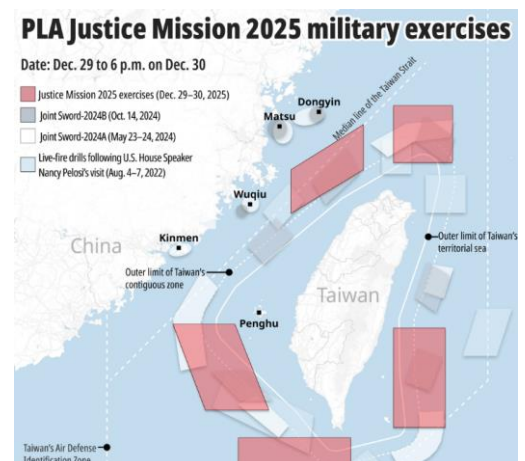 PLA Justice Mission 2025 military exercises
Date: Dec. 29 to 6 p.m. on Dec. 30
Justice Mission 2025 exercises (Dec. 29–30, 2025)
Joint Sword-2024B (Oct. 14, 2024)
Joint Sword-2024A (May 23–24, 2024)
Live-fire drills following U.S. House Speaker
Nancy Pelosi's visit (Aug. 4–7, 2022)
Median line of the Taiwan Strait
Dongyin
Matsu
Wuqiu
Kinmen
China
Outer limit of Taiwan's
territorial sea
Outer limit of Taiwan's
contiguous zone
Taiwan
Penghu
Taiwan's Air Defense
Identification Zone